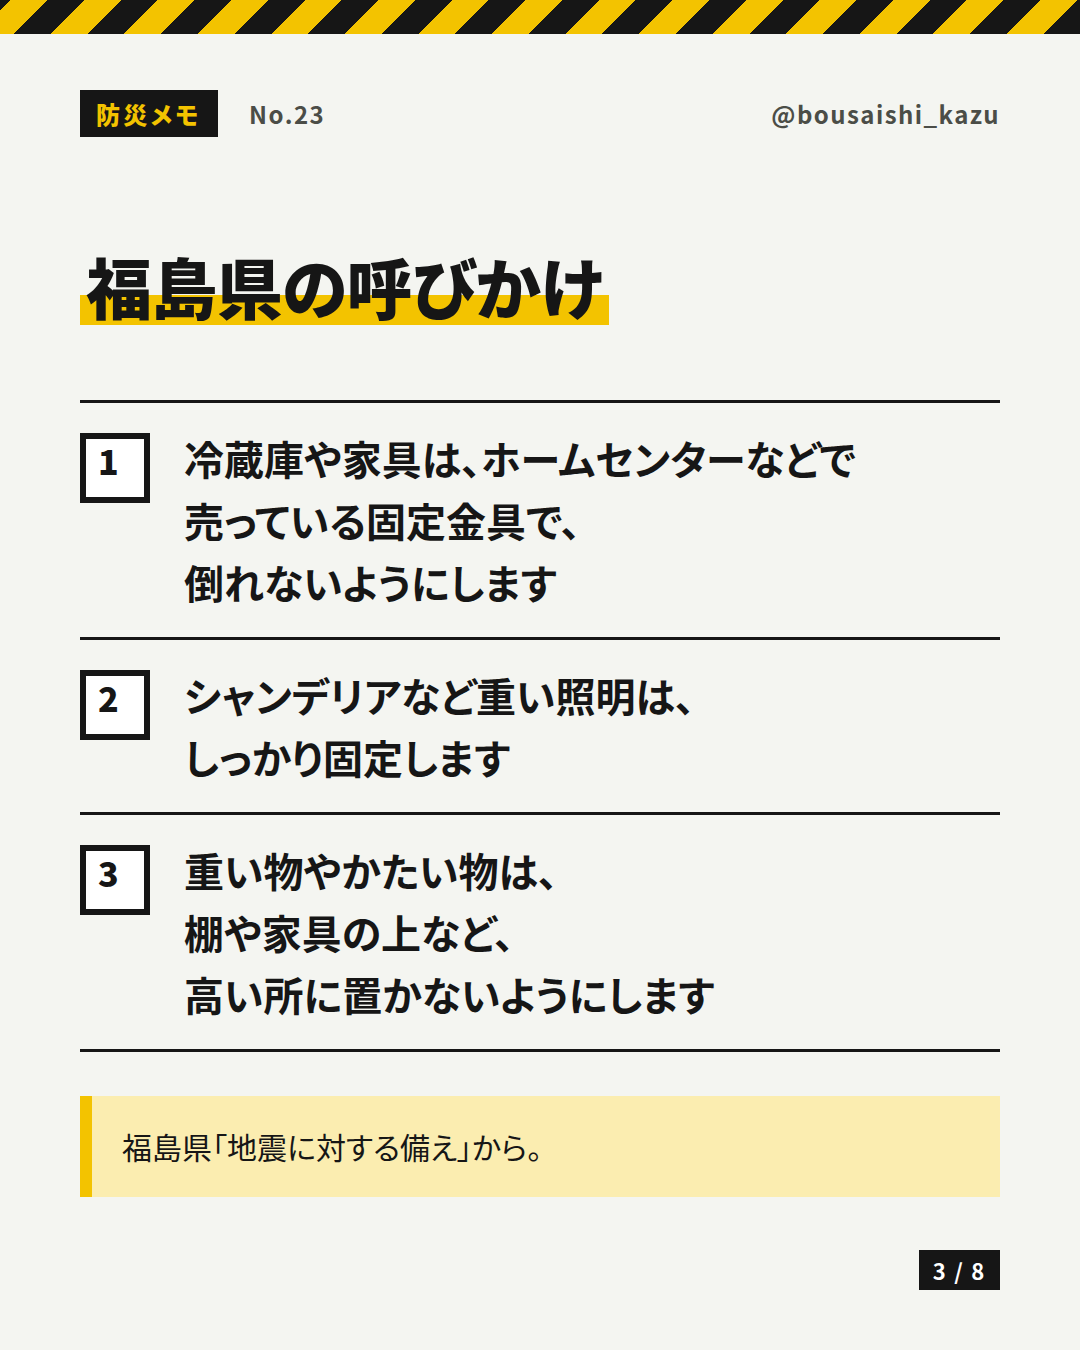 防災メモ No.23 @bousaishi_kazu
福島県の呼びかけ
1 冷蔵庫や家具は、ホームセンターなどで
売っている固定金具で、
倒れないようにします
2 シャンデリアなど重い照明は、
しっかり固定します
3 重い物やかたい物は、
棚や家具の上など、
高い所に置かないようにします
福島県「地震に対する備え」から。
3 / 8